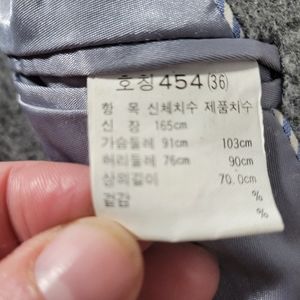 호칭454(36)
항 목 신체치수 제품치수
신 장 165cm
가슴둘레 91cm 103cm
허리둘레 76cm 90cm
상의길이 70.0cm
겉감 %
%